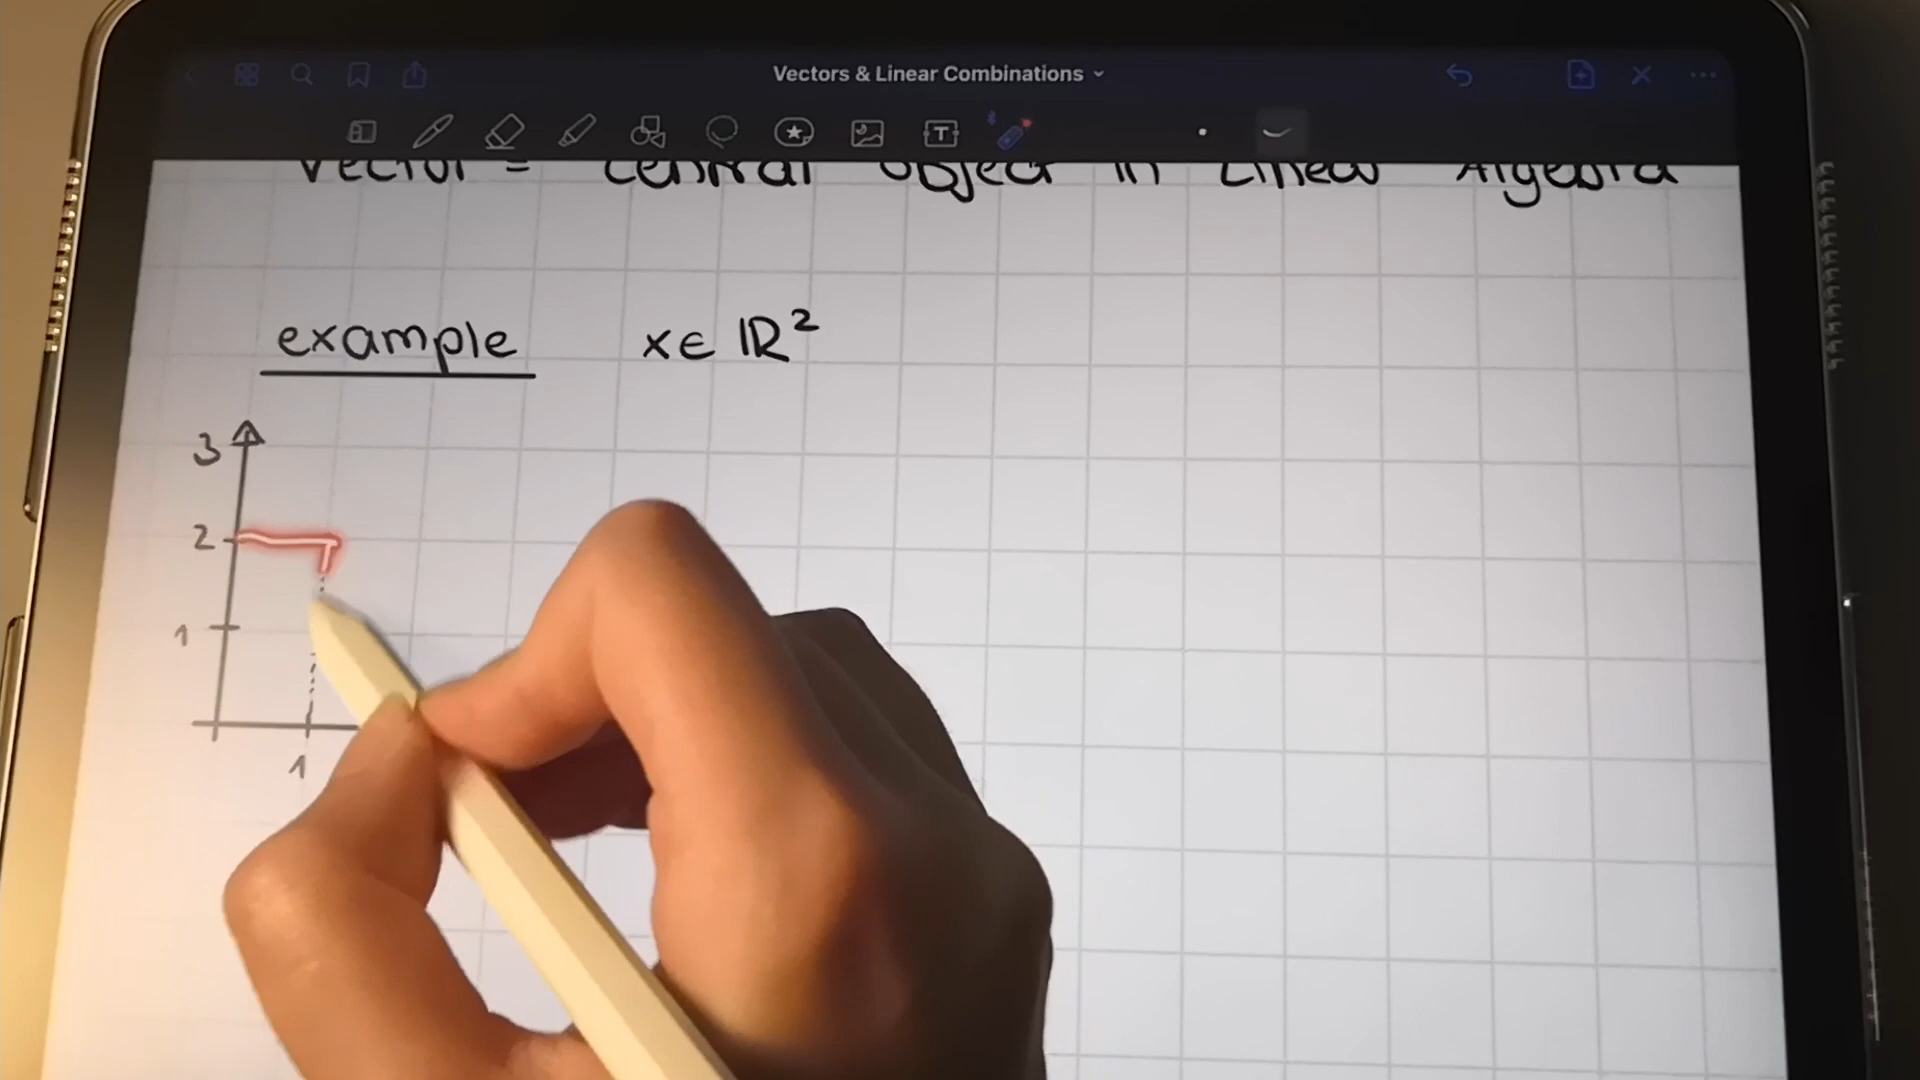 Vectors & Linear Combinations
Vector = central object in Linear Algebra
example x ∈ ℝ²
3
2
1
1